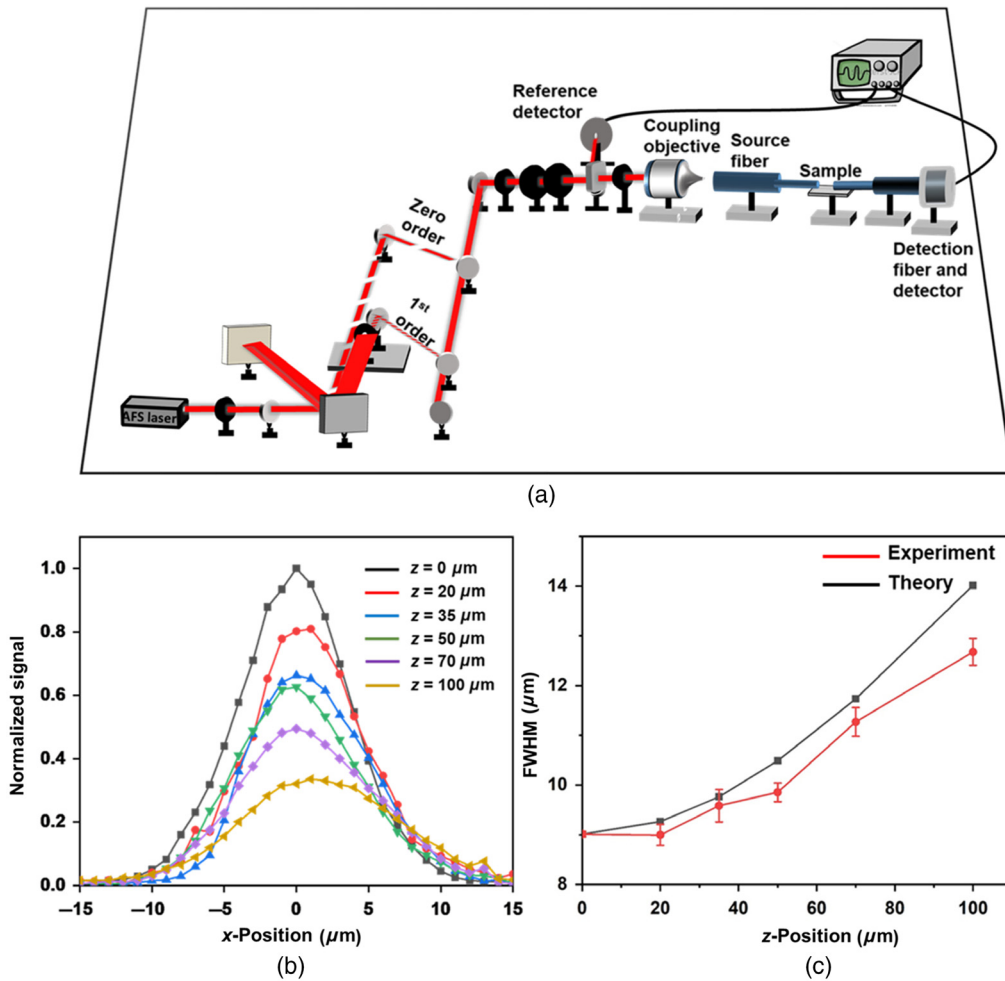 Reference
detector
Coupling
objective
Source
fiber
Sample
Zero
order
1st
order
Detection
fiber and
detector
AFS laser
(a)
Normalized signal
1.0
0.8
0.6
0.4
0.2
0.0
z = 0 µm
z = 20 µm
z = 35 µm
z = 50 µm
z = 70 µm
z = 100 µm
–15
–10
–5
0
5
10
15
x-Position (µm)
(b)
FWHM (µm)
14
12
10
8
Experiment
Theory
0
20
40
60
80
100
z-Position (µm)
(c)